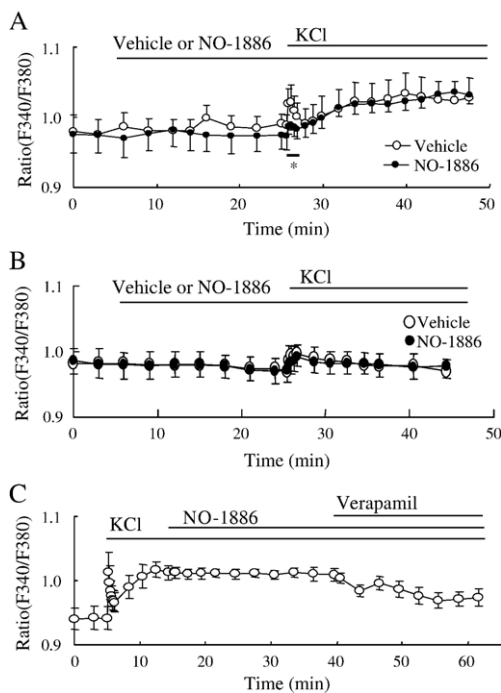 A
Vehicle or NO-1886
KCl
Ratio(F340/F380)
1.1
1.0
0.9
*
Vehicle
NO-1886
0 10 20 30 40 50
Time (min)
B
Vehicle or NO-1886
KCl
Ratio(F340/F380)
1.1
1.0
0.9
Vehicle
NO-1886
0 10 20 30 40 50
Time (min)
C
KCl
NO-1886
Verapamil
Ratio(F340/F380)
1.1
1.0
0.9
0 10 20 30 40 50 60
Time (min)